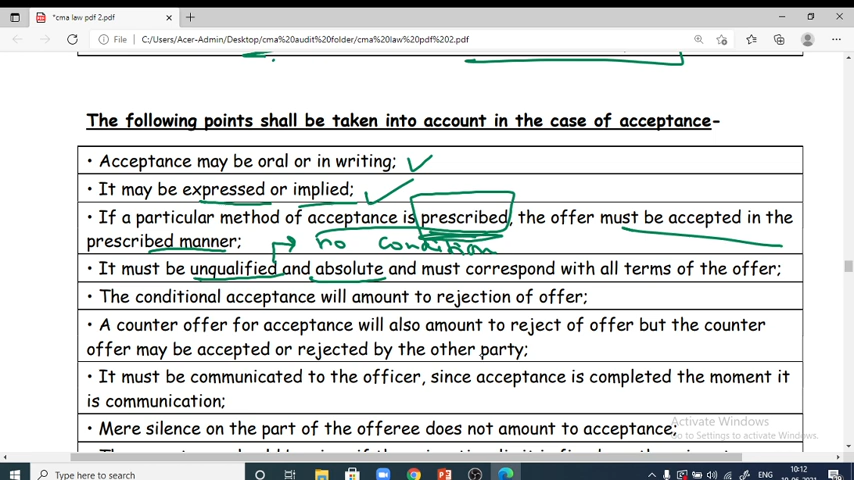 *cma law pdf 2.pdf
File | C:/Users/Acer-Admin/Desktop/cma%20audit%20folder/cma%20law%20pdf%202.pdf
The following points shall be taken into account in the case of acceptance-
• Acceptance may be oral or in writing;
• It may be expressed or implied;
• If a particular method of acceptance is prescribed, the offer must be accepted in the
prescribed manner;
no condition
• It must be unqualified and absolute and must correspond with all terms of the offer;
• The conditional acceptance will amount to rejection of offer;
• A counter offer for acceptance will also amount to reject of offer but the counter
offer may be accepted or rejected by the other party;
• It must be communicated to the officer, since acceptance is completed the moment it
is communication;
• Mere silence on the part of the offeree does not amount to acceptance;
Activate Windows
Go to Settings to activate Windows.
Type here to search
ENG
10:12